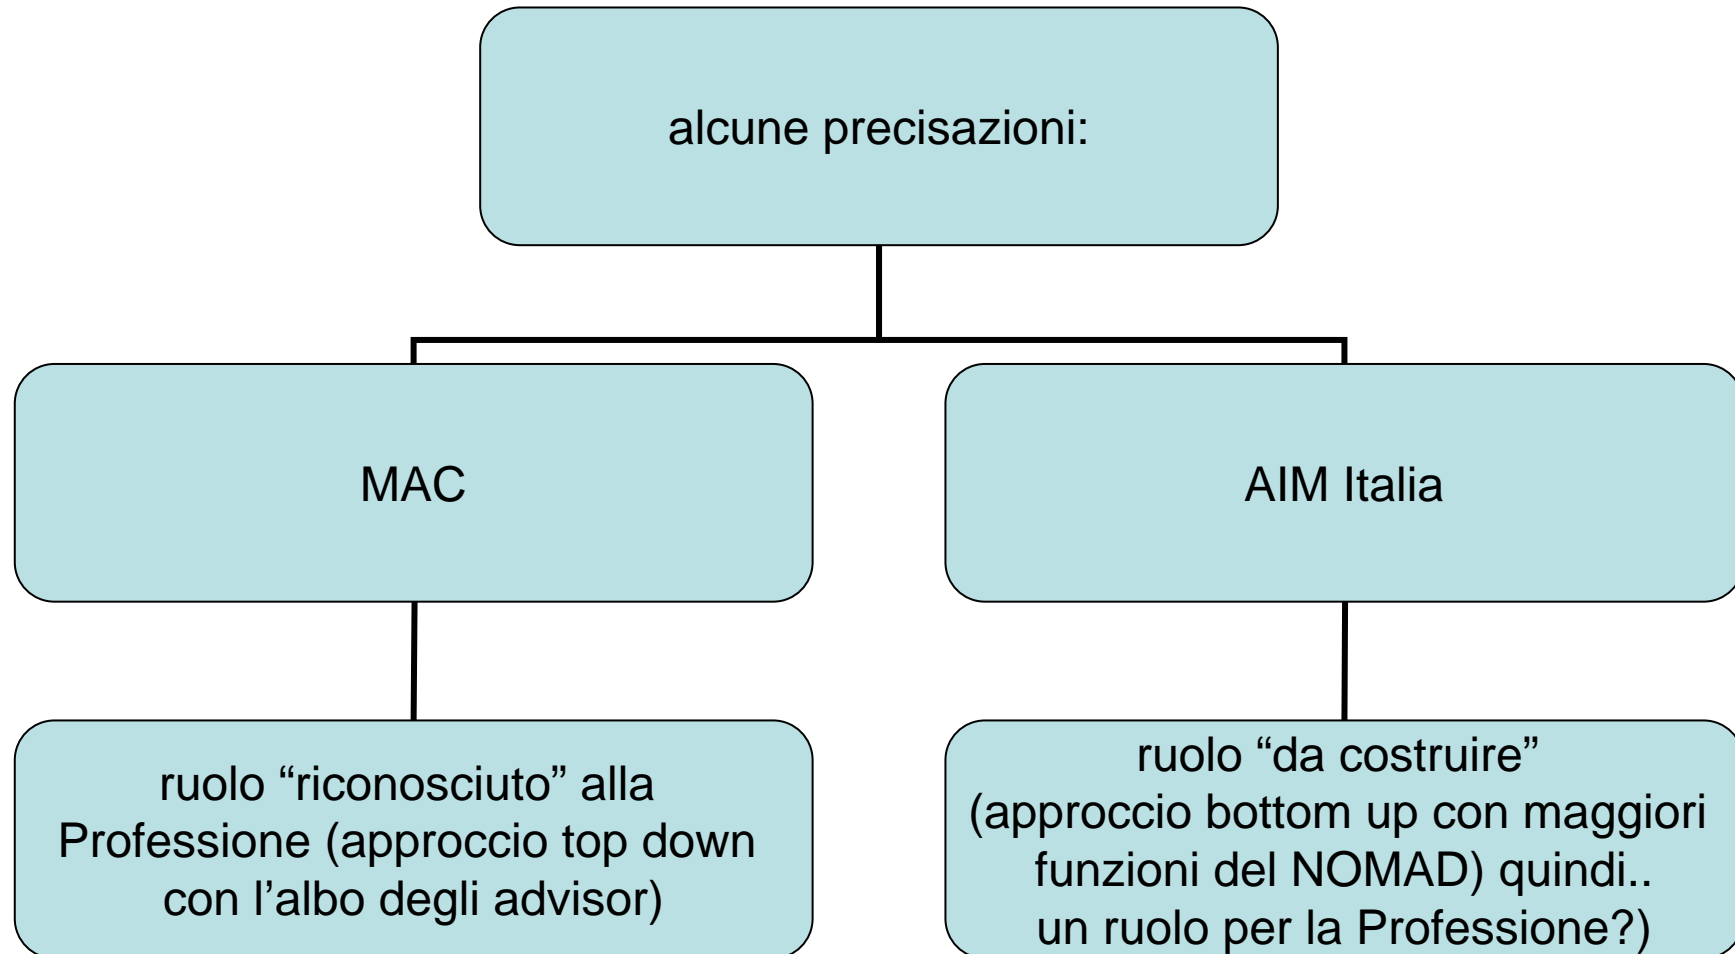 alcune precisazioni:
MAC
AIM Italia
ruolo “riconosciuto” alla
Professione (approccio top down
con l’albo degli advisor)
ruolo “da costruire”
(approccio bottom up con maggiori
funzioni del NOMAD) quindi..
un ruolo per la Professione?)